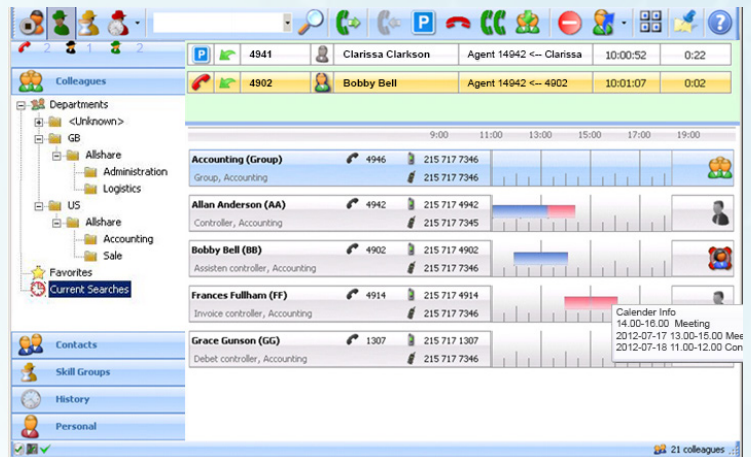 P
?
2 1 2
P 4941 Clarissa Clarkson Agent 14942 <-- Clarissa 10:00:52 0:22
4902 Bobby Bell Agent 14942 <-- 4902 10:01:07 0:02
Colleagues
Departments
<Unknown>
GB
Allshare
Administration
Logistics
US
Allshare
Accounting
Sale
Favorites
Current Searches
Contacts
Skill Groups
History
Personal
9:00 11:00 13:00 15:00 17:00 19:00
Accounting (Group) 4946 215 717 7346
Group, Accounting 215 717 7346
Allan Anderson (AA) 4942 215 717 4942
Controller, Accounting 215 717 7345
Bobby Bell (BB) 4902 215 717 4902
Assisten controller, Accounting 215 717 7346
Frances Fullham (FF) 4914 215 717 4914
Invoice controller, Accounting 215 717 7346
Grace Gunson (GG) 1307 215 717 1307
Debet controller, Accounting 215 717 7346
Calender Info
14.00-16.00 Meeting
2012-07-17 13.00-15.00 Mee
2012-07-18 11.00-12.00 Con
21 colleagues